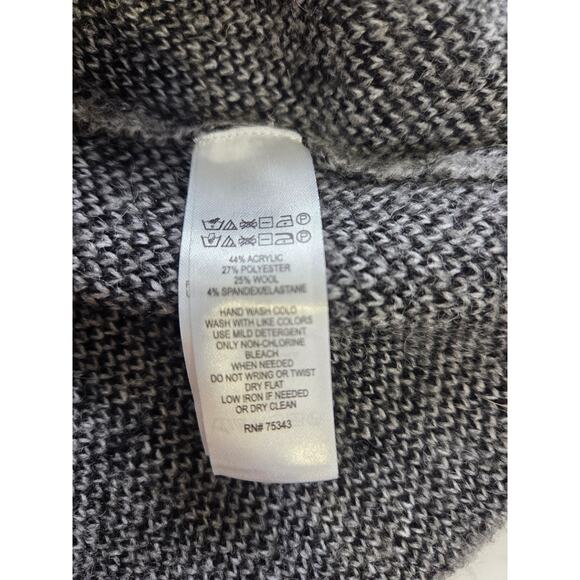 44% ACRYLIC
27% POLYESTER
25% WOOL
4% SPANDEX/ELASTANE
HAND WASH COLD
WASH WITH LIKE COLORS
USE MILD DETERGENT
ONLY NON-CHLORINE
BLEACH
WHEN NEEDED
DO NOT WRING OR TWIST
DRY FLAT
LOW IRON IF NEEDED
OR DRY CLEAN
RN# 75343